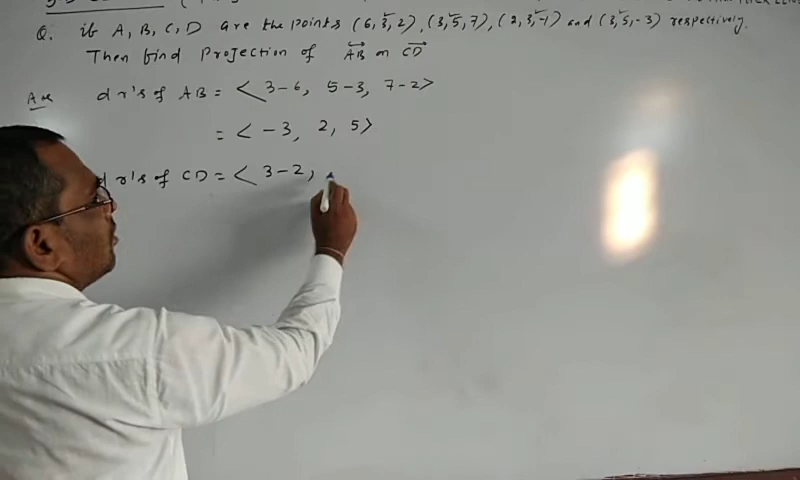 Q. if A, B, C, D are the points (6, 3, 2), (3, 5, 7), (2, 3, -1) and (3, 5, -3) respectively.
Then find Projection of AB on CD
Ans dr's of AB = < 3-6, 5-3, 7-2>
= < -3, 2, 5>
dr's of CD = < 3-2,